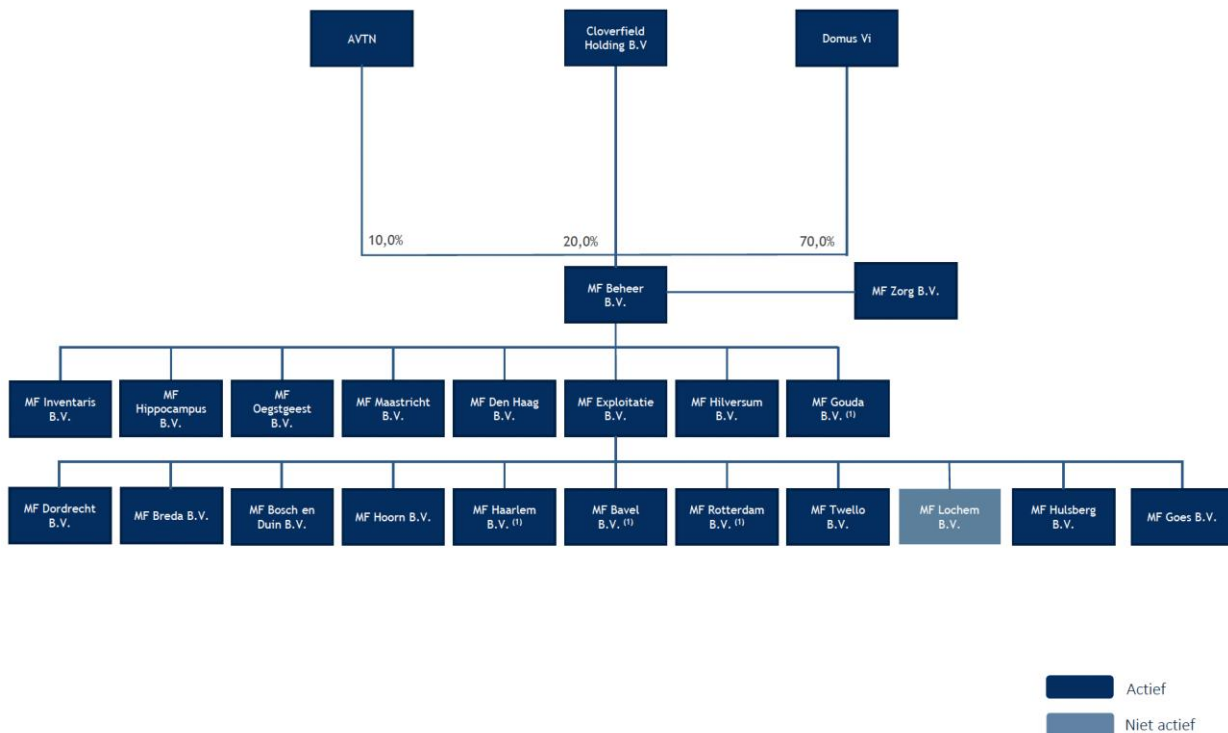 AVTN
Cloverfield
Holding B.V
Domus Vi
10,0%
20,0%
70,0%
MF Beheer
B.V.
MF Zorg B.V.
MF Inventaris
B.V.
MF
Hippocampus
B.V.
MF
Oegstgeest
B.V.
MF Maastricht
B.V.
MF Den Haag
B.V.
MF Exploitatie
B.V.
MF Hilversum
B.V.
MF Gouda
B.V. (1)
MF Dordrecht
B.V.
MF Breda B.V.
MF Bosch en
Duin B.V.
MF Hoorn B.V.
MF Haarlem
B.V. (1)
MF Bavel
B.V. (1)
MF Rotterdam
B.V. (1)
MF Twello
B.V.
MF Lochem
B.V.
MF Hulsberg
B.V.
MF Goes B.V.
Actief
Niet actief